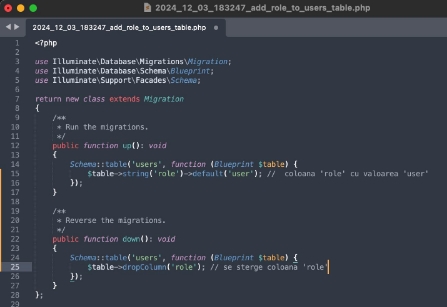 2024_12_03_183247_add_role_to_users_table.php
2024_12_03_183247_add_role_to_users_table.php
1 <?php
2
3 use Illuminate\Database\Migrations\Migration;
4 use Illuminate\Database\Schema\Blueprint;
5 use Illuminate\Support\Facades\Schema;
6
7 return new class extends Migration
8 {
9 /**
10 * Run the migrations.
11 */
12 public function up(): void
13 {
14 Schema::table('users', function (Blueprint $table) {
15 $table->string('role')->default('user'); // coloana 'role' cu valoarea 'user'
16 });
17 }
18
19 /**
20 * Reverse the migrations.
21 */
22 public function down(): void
23 {
24 Schema::table('users', function (Blueprint $table) {
25 $table->dropColumn('role'); // se sterge coloana 'role'
26 });
27 }
28 };
29